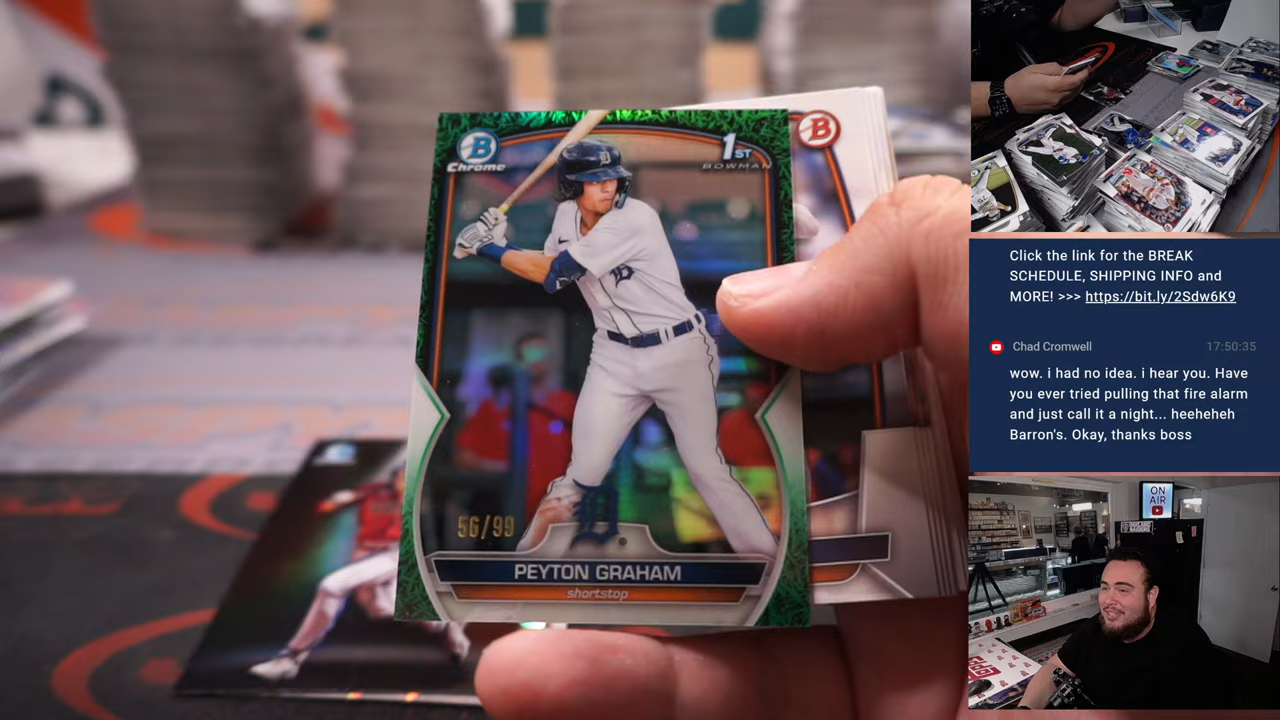 B
Chrome
1ST
BOWMAN
B
D
56/99
PEYTON GRAHAM
shortstop
Click the link for the BREAK
SCHEDULE, SHIPPING INFO and
MORE! >>> https://bit.ly/2Sdw6K9
Chad Cromwell 17:50:35
wow. i had no idea. i hear you. Have
you ever tried pulling that fire alarm
and just call it a night... heeheheh
Barron's. Okay, thanks boss
ON
AIR